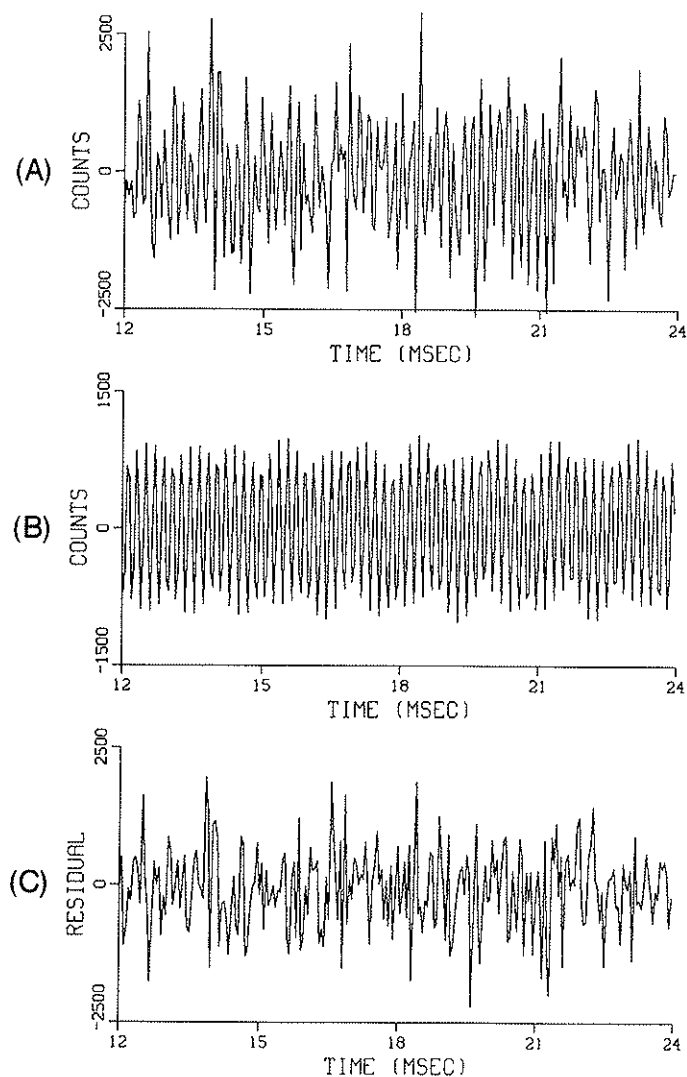 (A)
COUNTS
2500
0
-2500
12 15 18 21 24
TIME (MSEC)
(B)
COUNTS
1500
0
-1500
12 15 18 21 24
TIME (MSEC)
(C)
RESIDUAL
2500
0
-2500
12 15 18 21 24
TIME (MSEC)